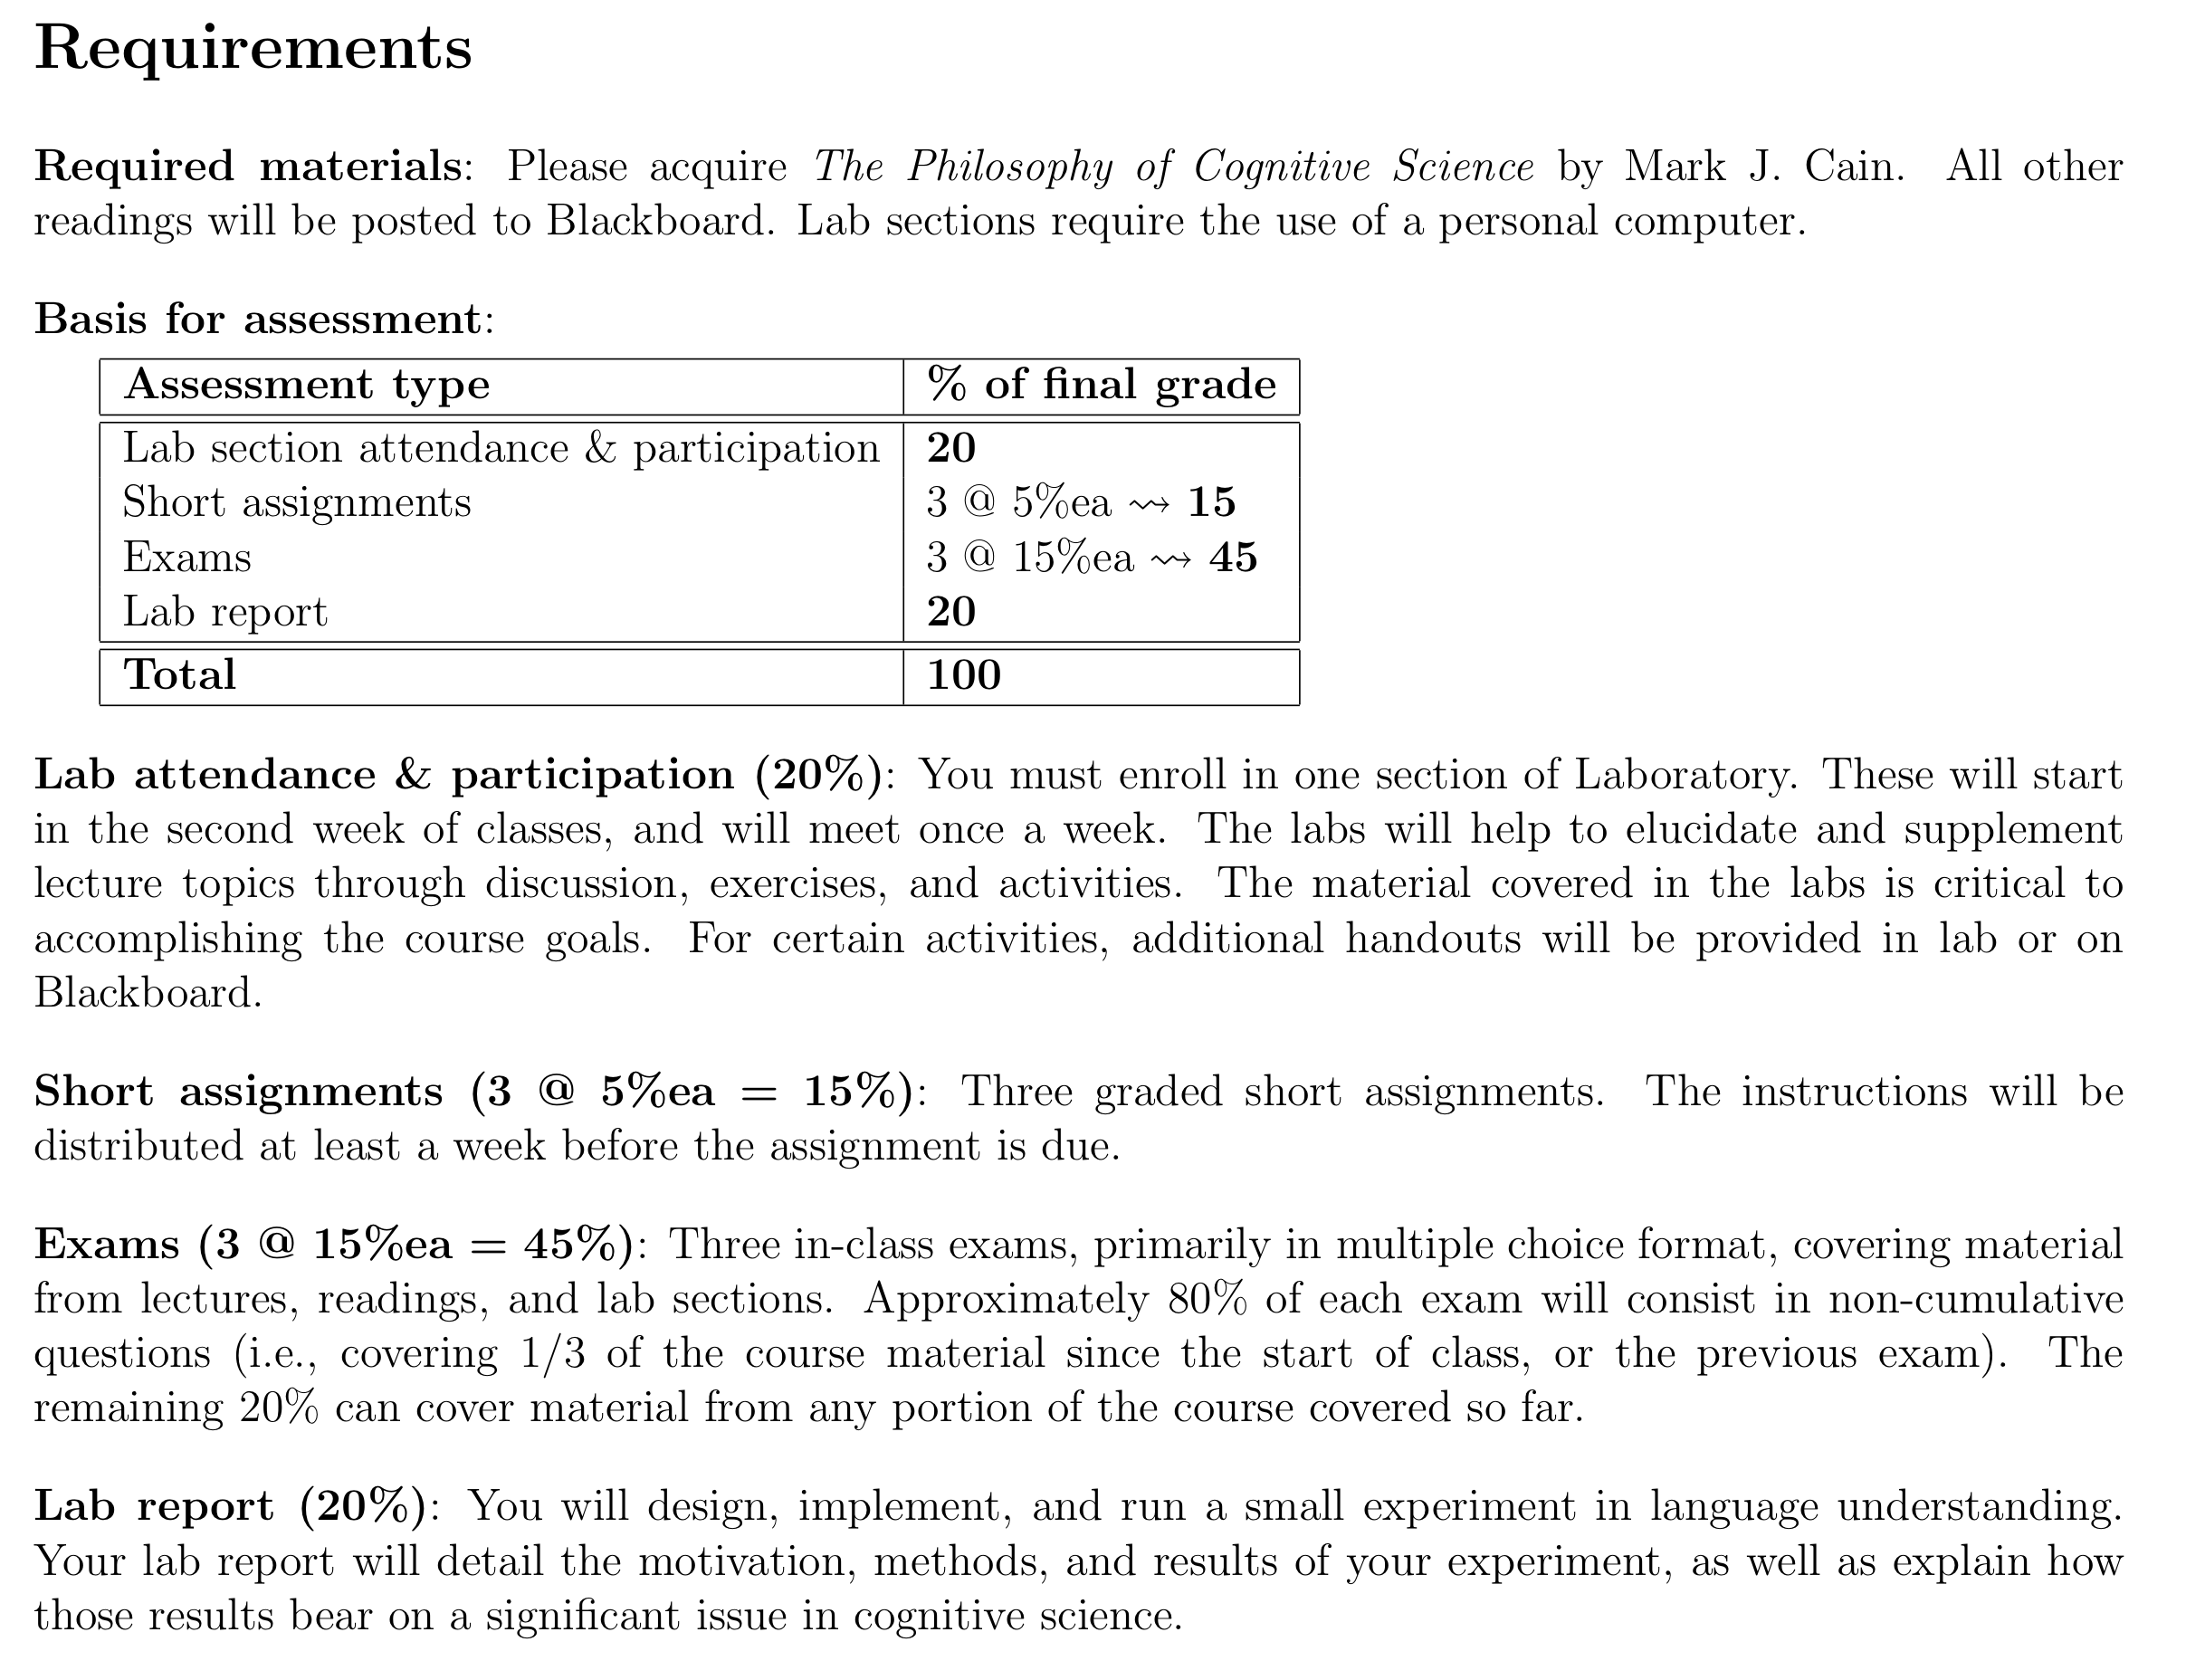 Requirements
Required materials: Please acquire The Philosophy of Cognitive Science by Mark J. Cain. All other
readings will be posted to Blackboard. Lab sections require the use of a personal computer.
Basis for assessment:
Assessment type % of final grade
Lab section attendance & participation 20
Short assignments 3 @ 5%ea ⇝ 15
Exams 3 @ 15%ea ⇝ 45
Lab report 20
Total 100
Lab attendance & participation (20%): You must enroll in one section of Laboratory. These will start
in the second week of classes, and will meet once a week. The labs will help to elucidate and supplement
lecture topics through discussion, exercises, and activities. The material covered in the labs is critical to
accomplishing the course goals. For certain activities, additional handouts will be provided in lab or on
Blackboard.
Short assignments (3 @ 5%ea = 15%): Three graded short assignments. The instructions will be
distributed at least a week before the assignment is due.
Exams (3 @ 15%ea = 45%): Three in-class exams, primarily in multiple choice format, covering material
from lectures, readings, and lab sections. Approximately 80% of each exam will consist in non-cumulative
questions (i.e., covering 1/3 of the course material since the start of class, or the previous exam). The
remaining 20% can cover material from any portion of the course covered so far.
Lab report (20%): You will design, implement, and run a small experiment in language understanding.
Your lab report will detail the motivation, methods, and results of your experiment, as well as explain how
those results bear on a significant issue in cognitive science.